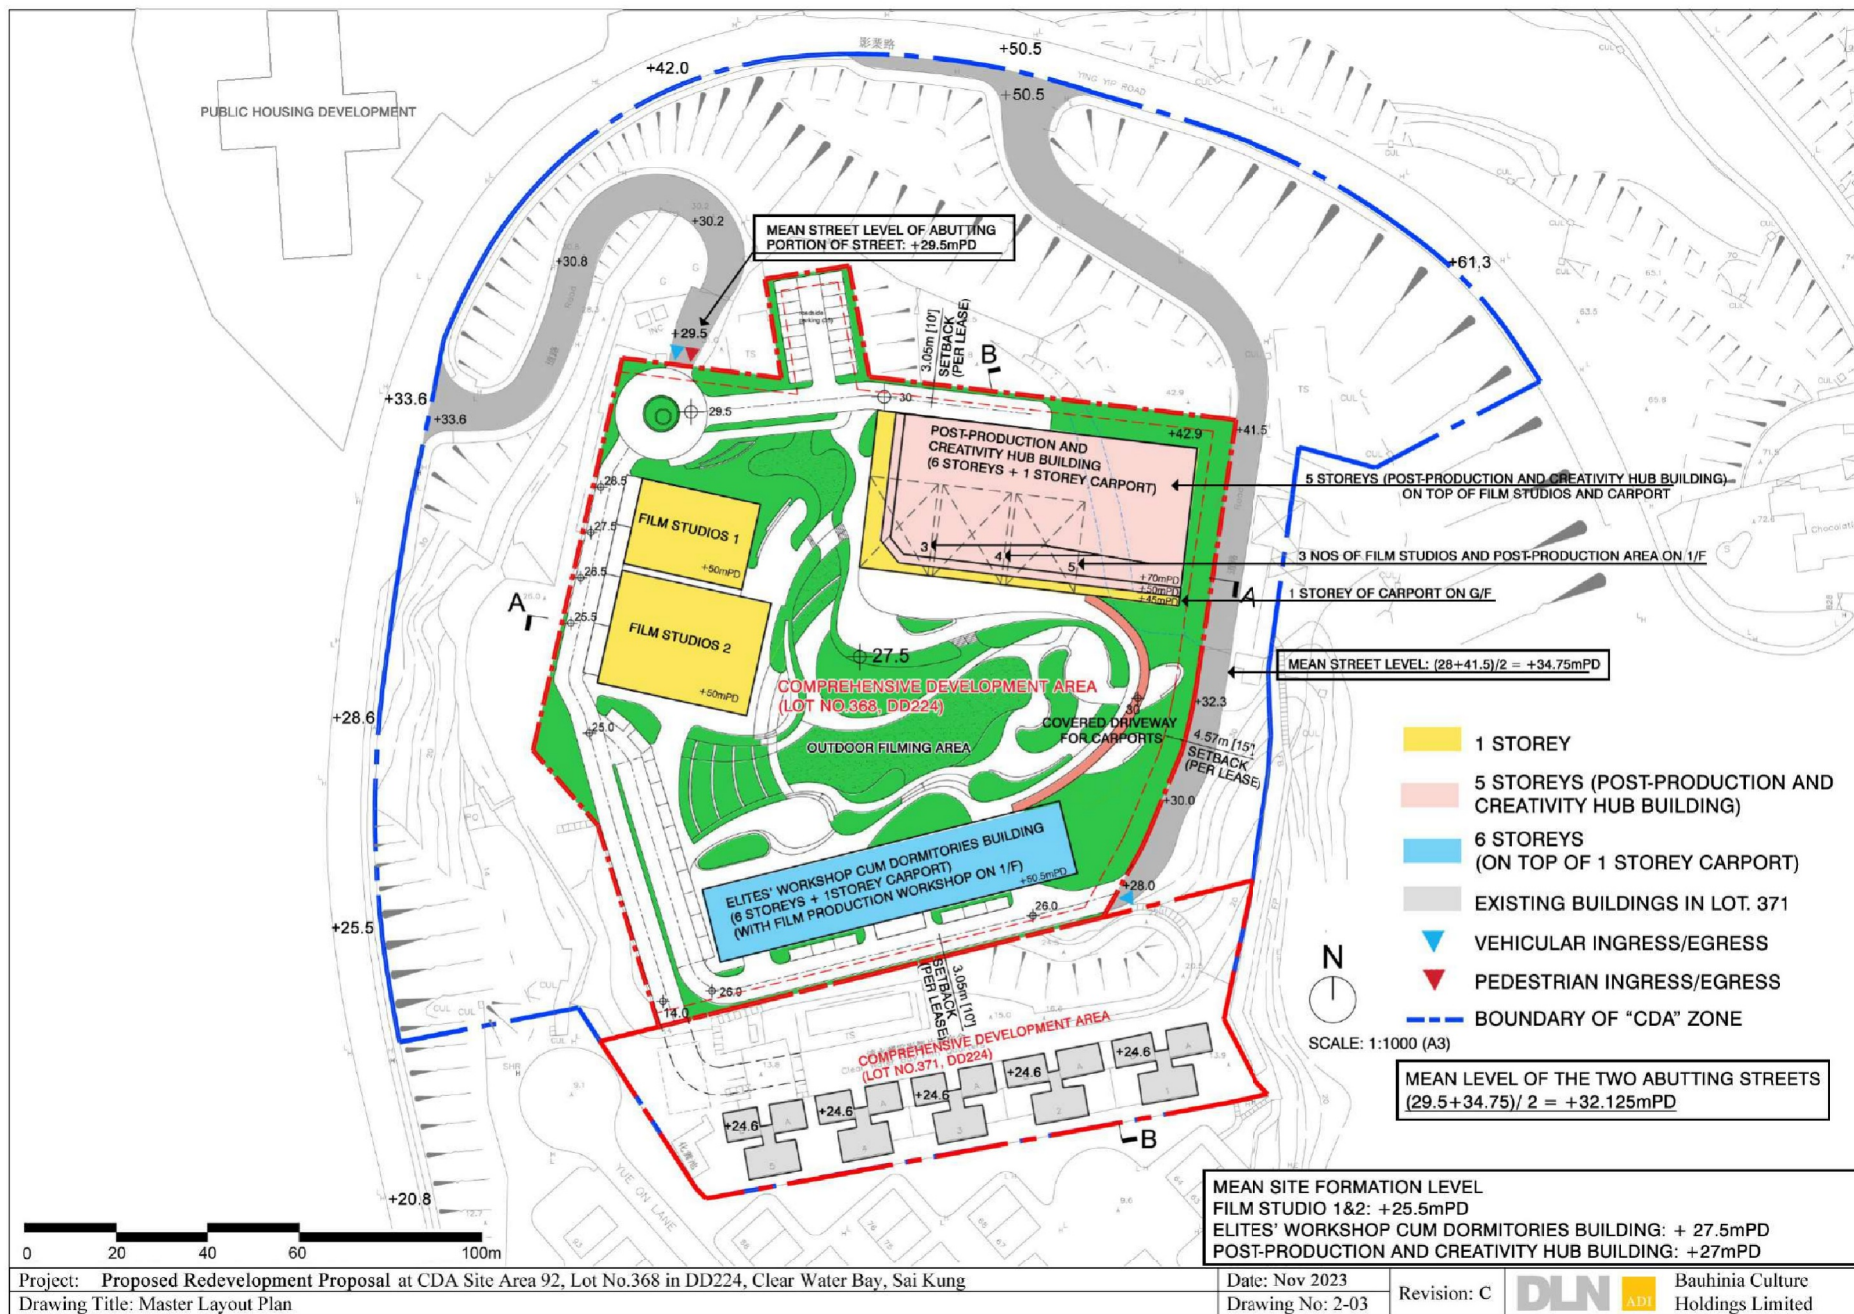 影業路
+50.5
YING YIP ROAD
+50.5
+42.0
PUBLIC HOUSING DEVELOPMENT
+30.2
+30.8
MEAN STREET LEVEL OF ABUTTING
PORTION OF STREET: +29.5mPD
+61.3
+29.5
TS
3.05m [10']
SETBACK
(PER LEASE)
B
+33.6
+33.6
29.5
30
42.9
+41.5
+42.9
POST-PRODUCTION AND
CREATIVITY HUB BUILDING
(6 STOREYS + 1 STOREY CARPORT)
5 STOREYS (POST-PRODUCTION AND CREATIVITY HUB BUILDING)
ON TOP OF FILM STUDIOS AND CARPORT
28.5
FILM STUDIOS 1
+50mPD
27.5
26.5
25.5
3
4
5
3 NOS OF FILM STUDIOS AND POST-PRODUCTION AREA ON 1/F
+70mPD
+50mPD
+45mPD
1 STOREY OF CARPORT ON G/F
A
A
FILM STUDIOS 2
+50mPD
27.5
MEAN STREET LEVEL: (28+41.5)/2 = +34.75mPD
COMPREHENSIVE DEVELOPMENT AREA
(LOT NO.368, DD224)
+28.6
25.0
30
+32.3
COVERED DRIVEWAY
FOR CARPORTS
OUTDOOR FILMING AREA
4.57m [15']
SETBACK
(PER LEASE)
+30.0
1 STOREY
5 STOREYS (POST-PRODUCTION AND
CREATIVITY HUB BUILDING)
6 STOREYS
(ON TOP OF 1 STOREY CARPORT)
EXISTING BUILDINGS IN LOT. 371
VEHICULAR INGRESS/EGRESS
PEDESTRIAN INGRESS/EGRESS
BOUNDARY OF "CDA" ZONE
ELITES' WORKSHOP CUM DORMITORIES BUILDING
(6 STOREYS + 1STOREY CARPORT)
(WITH FILM PRODUCTION WORKSHOP ON 1/F)
+50.5mPD
+28.0
26.0
+25.5
26.0
14.0
3.05m [10']
SETBACK
(PER LEASE)
N
SCALE: 1:1000 (A3)
COMPREHENSIVE DEVELOPMENT AREA
(LOT NO.371, DD224)
+24.6
+24.6
+24.6
+24.6
+24.6
MEAN LEVEL OF THE TWO ABUTTING STREETS
(29.5+34.75)/ 2 = +32.125mPD
B
YUE ON LANE
+20.8
MEAN SITE FORMATION LEVEL
FILM STUDIO 1&2: +25.5mPD
ELITES' WORKSHOP CUM DORMITORIES BUILDING: + 27.5mPD
POST-PRODUCTION AND CREATIVITY HUB BUILDING: +27mPD
0 20 40 60 100m
Project: Proposed Redevelopment Proposal at CDA Site Area 92, Lot No.368 in DD224, Clear Water Bay, Sai Kung
Drawing Title: Master Layout Plan
Date: Nov 2023
Drawing No: 2-03
Revision: C
DLN
ADI
Bauhinia Culture
Holdings Limited